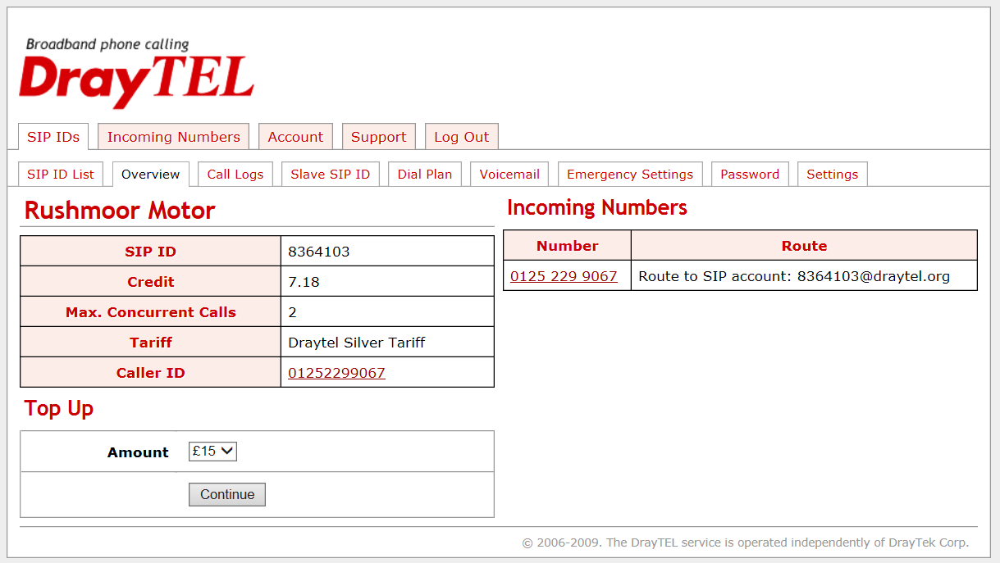 Broadband phone calling
DrayTEL
SIP IDs Incoming Numbers Account Support Log Out
SIP ID List Overview Call Logs Slave SIP ID Dial Plan Voicemail Emergency Settings Password Settings
Rushmoor Motor
SIP ID 8364103
Credit 7.18
Max. Concurrent Calls 2
Tariff Draytel Silver Tariff
Caller ID 01252299067
Top Up
Amount £15
Continue
Incoming Numbers
Number Route
0125 229 9067 Route to SIP account: 8364103@draytel.org
© 2006-2009. The DrayTEL service is operated independently of DrayTek Corp.